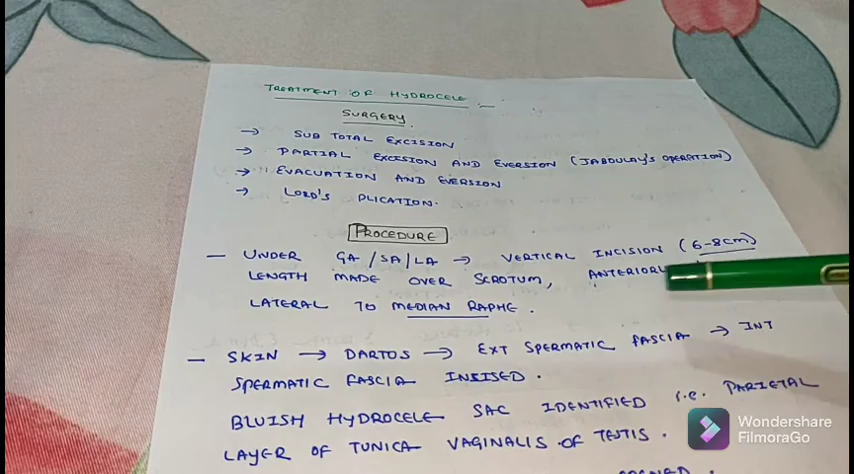 TREATMENT OF HYDROCELE :-
SURGERY
→ SUB TOTAL EXCISION
→ PARTIAL EXCISION AND EVERSION (JABOULAY'S OPERATION)
→ EVACUATION AND EVERSION
→ LORD'S PLICATION.
PROCEDURE
— UNDER GA/SA/LA → VERTICAL INCISION (6-8cm)
LENGTH MADE OVER SCROTUM,
LATERAL TO MEDIAN RAPHE.
— SKIN → DARTOS → EXT SPERMATIC FASCIA → INT
SPERMATIC FASCIA INSISED.
BLUISH HYDROCELE SAC IDENTIFIED i.e. PARIETAL
LAYER OF TUNICA VAGINALIS OF TESTIS.
Wondershare
FilmoraGo